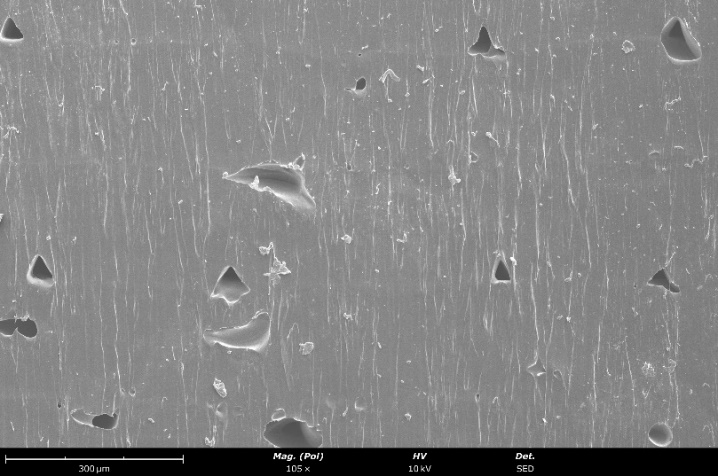 Mag. (Pol) HV Det.
300 µm 105 × 10 kV SED